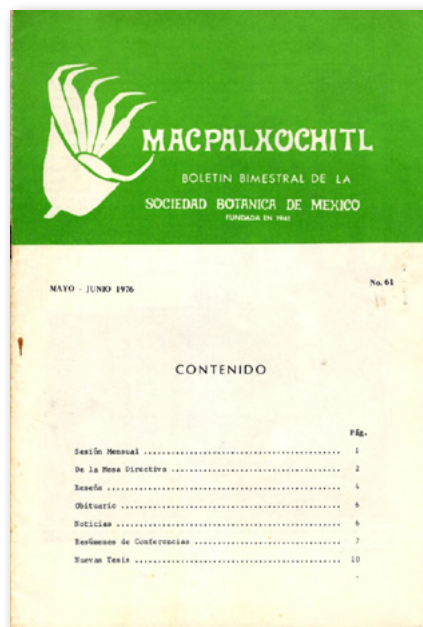 MACPALXOCHITL
BOLETIN BIMESTRAL DE LA
SOCIEDAD BOTANICA DE MEXICO
FUNDADA EN 1941
MAYO - JUNIO 1976
No. 61
CONTENIDO
Pág.
Sesión Mensual ............................................ 1
De la Mesa Directiva ...................................... 2
Reseña .................................................... 4
Obituario ................................................. 6
Noticias .................................................. 6
Resúmenes de Conferencias ................................. 7
Nuevas Tesis .............................................. 10